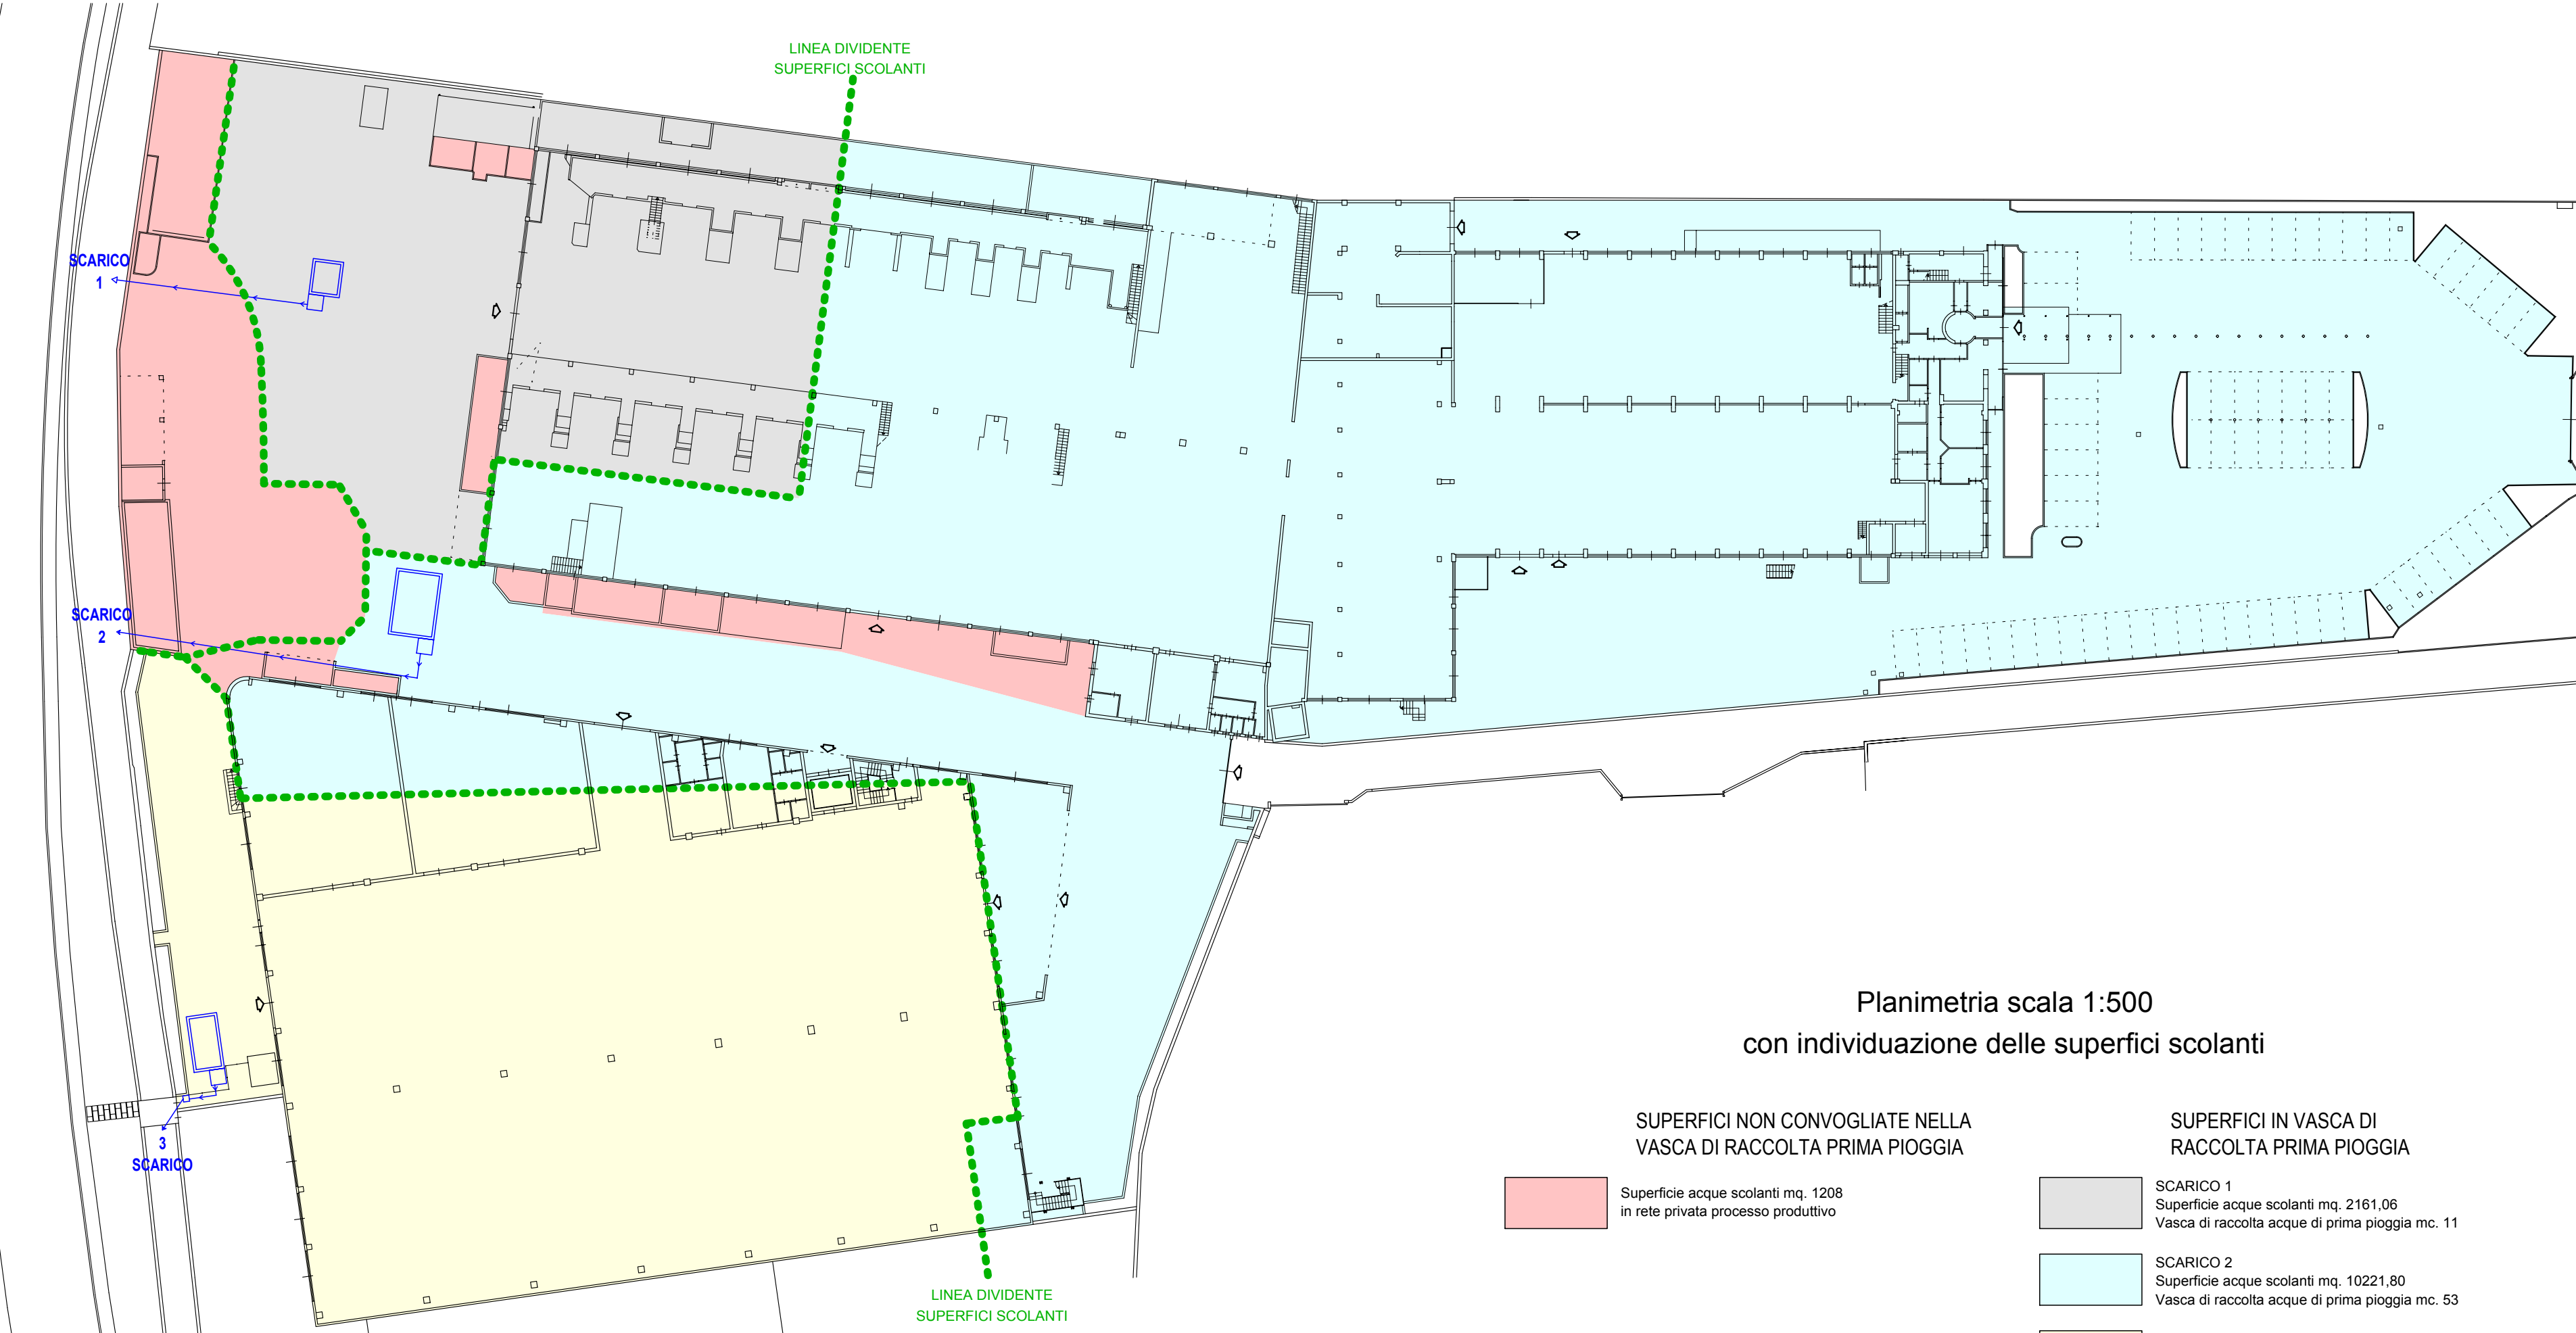 LINEA DIVIDENTE
SUPERFICI SCOLANTI
SCARICO
1
SCARICO
2
3
SCARICO
LINEA DIVIDENTE
SUPERFICI SCOLANTI
Planimetria scala 1:500
con individuazione delle superfici scolanti
SUPERFICI NON CONVOGLIATE NELLA
VASCA DI RACCOLTA PRIMA PIOGGIA
Superficie acque scolanti mq. 1208
in rete privata processo produttivo
SUPERFICI IN VASCA DI
RACCOLTA PRIMA PIOGGIA
SCARICO 1
Superficie acque scolanti mq. 2161,06
Vasca di raccolta acque di prima pioggia mc. 11
SCARICO 2
Superficie acque scolanti mq. 10221,80
Vasca di raccolta acque di prima pioggia mc. 53